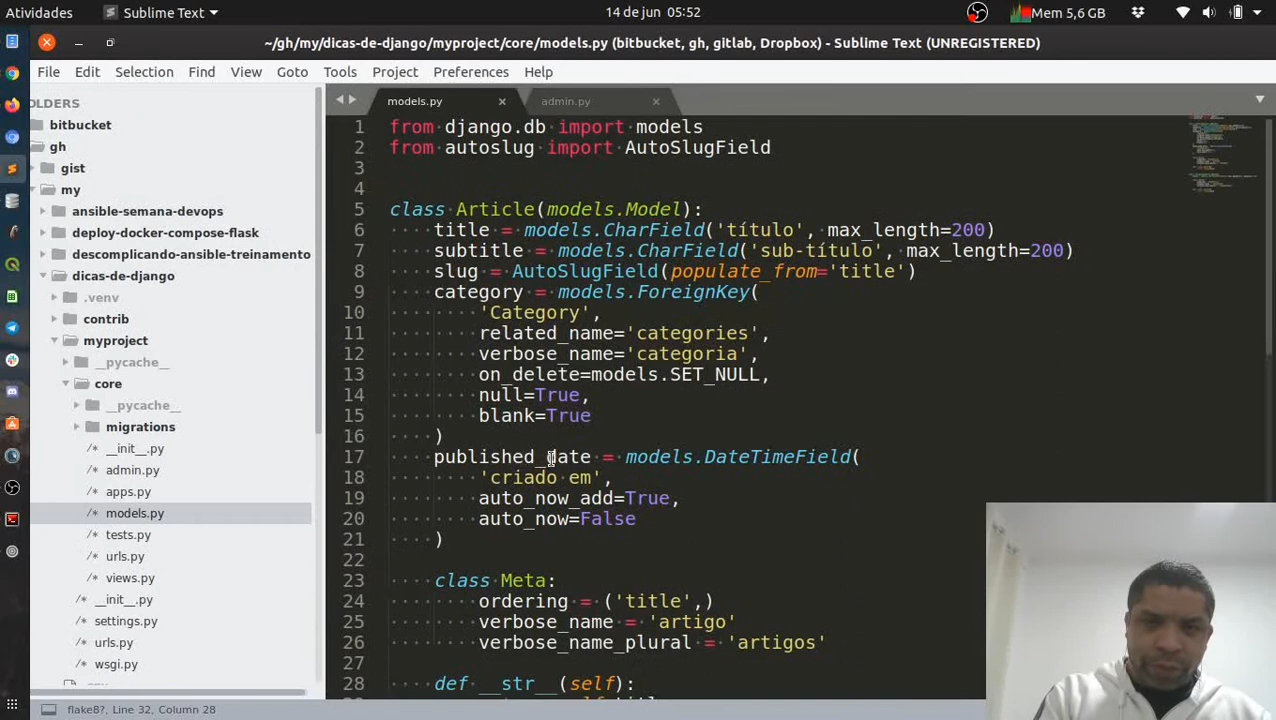 Atividades
Sublime Text
14 de jun 05:52
Mem 5,6 GB
~/gh/my/dicas-de-django/myproject/core/models.py (bitbucket, gh, gitlab, Dropbox) - Sublime Text (UNREGISTERED)
File Edit Selection Find View Goto Tools Project Preferences Help
OLDERS
bitbucket
gh
gist
my
ansible-semana-devops
deploy-docker-compose-flask
descomplicando-ansible-treinamento
dicas-de-django
.venv
contrib
myproject
__pycache__
core
__pycache__
migrations
__init__.py
admin.py
apps.py
models.py
tests.py
urls.py
views.py
__init__.py
settings.py
urls.py
wsgi.py
models.py
admin.py
1 from django.db import models
2 from autoslug import AutoSlugField
3
4
5 class Article(models.Model):
6 title = models.CharField('título', max_length=200)
7 subtitle = models.CharField('sub-título', max_length=200)
8 slug = AutoSlugField(populate_from='title')
9 category = models.ForeignKey(
10 'Category',
11 related_name='categories',
12 verbose_name='categoria',
13 on_delete=models.SET_NULL,
14 null=True,
15 blank=True
16 )
17 published_date = models.DateTimeField(
18 'criado em',
19 auto_now_add=True,
20 auto_now=False
21 )
22
23 class Meta:
24 ordering = ('title',)
25 verbose_name = 'artigo'
26 verbose_name_plural = 'artigos'
27
28 def __str__(self):
flake8?, Line 32, Column 28